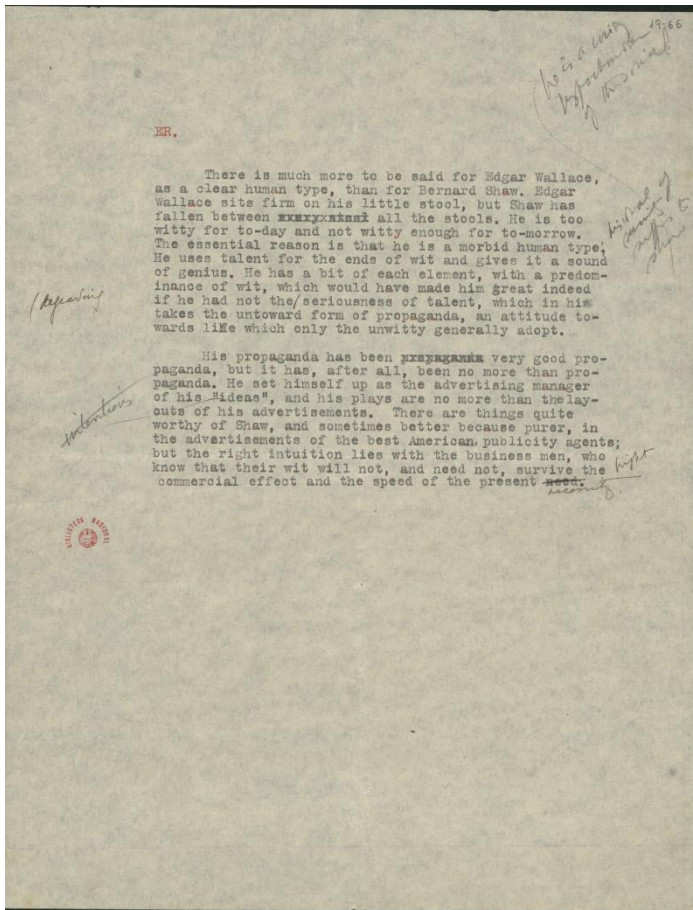 19-66
he is a
of the
ER.
There is much more to be said for Edgar Wallace,
as a clear human type, than for Bernard Shaw. Edgar
Wallace sits firm on his little stool, but Shaw has
fallen between all the stools. He is too
witty for to-day and not witty enough for to-morrow.
The essential reason is that he is a morbid human type;
He uses talent for the ends of wit and gives it a sound
of genius. He has a bit of each element, with a predom-
inance of wit, which would have made him great indeed
if he had not the/seriousness of talent, which in him
takes the untoward form of propaganda, an attitude to-
wards life which only the unwitty generally adopt.
His propaganda has been very good pro-
paganda, but it has, after all, been no more than pro-
paganda. He set himself up as the advertising manager
of his "ideas", and his plays are no more than thelay-
outs of his advertisements. There are things quite
worthy of Shaw, and sometimes better because purer, in
the advertisements of the best American publicity agents;
but the right intuition lies with the business men, who
know that their wit will not, and need not, survive the
commercial effect and the speed of the present need.
intentions
BIBLIOTECA NACIONAL